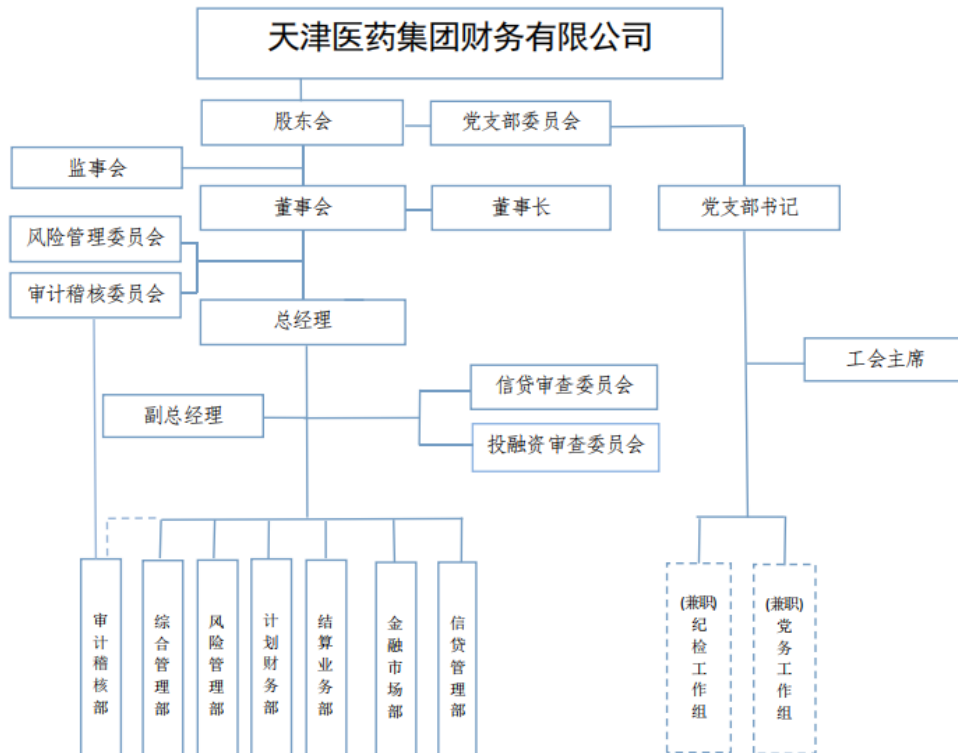 天津医药集团财务有限公司
股东会
党支部委员会
监事会
董事会
董事长
党支部书记
风险管理委员会
审计稽核委员会
总经理
工会主席
信贷审查委员会
副总经理
投融资审查委员会
审计稽核部
综合管理部
风险管理部
计划财务部
结算业务部
金融市场部
信贷管理部
(兼职)纪检工作组
(兼职)党务工作组